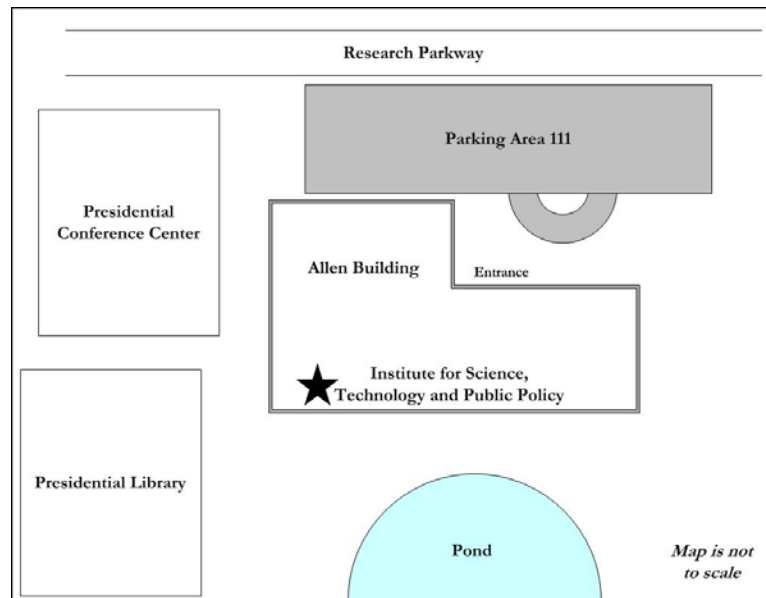 Research Parkway
Parking Area 111
Presidential
Conference Center
Allen Building
Entrance
Institute for Science,
Technology and Public Policy
Presidential Library
Pond
Map is not
to scale